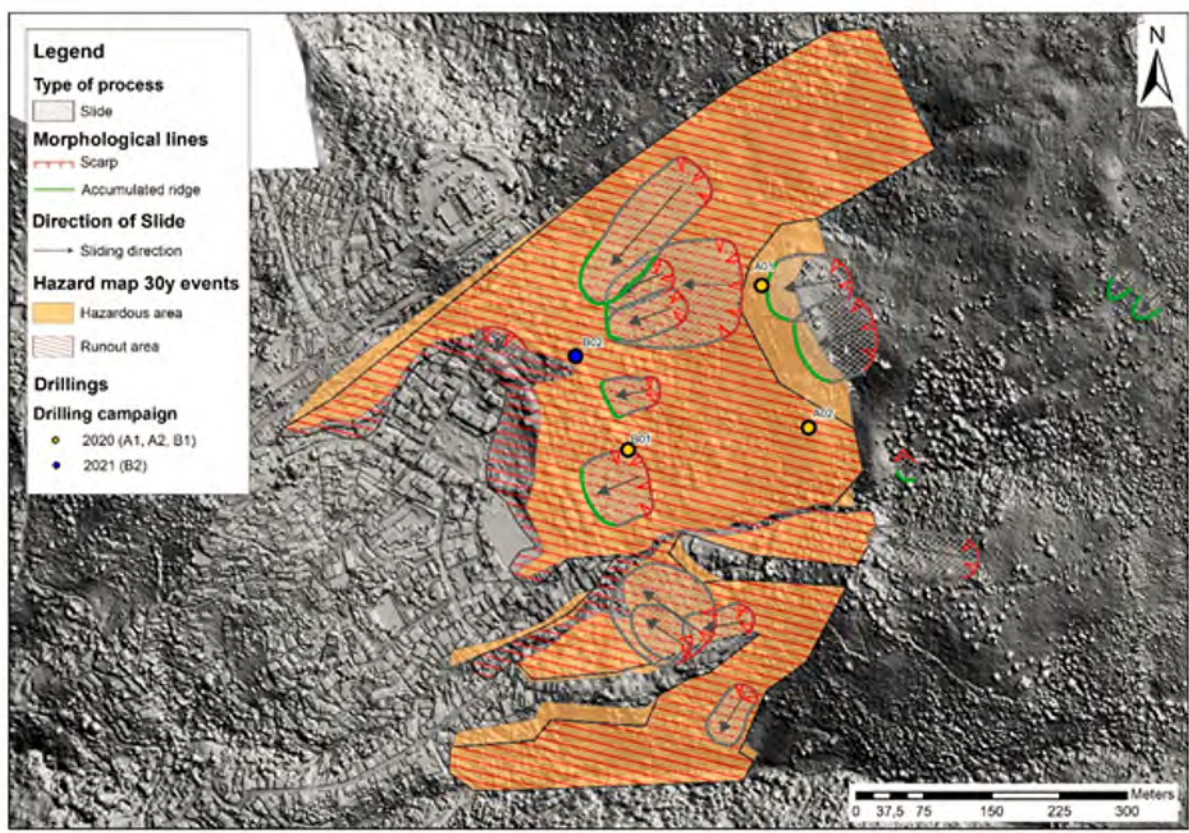 Legend
Type of process
Slide
Morphological lines
Scarp
Accumulated ridge
Direction of Slide
Sliding direction
Hazard map 30y events
Hazardous area
Runout area
Drillings
Drilling campaign
2020 (A1, A2, B1)
2021 (B2)
N
A01
B02
A02
B01
Meters
0 37,5 75 150 225 300